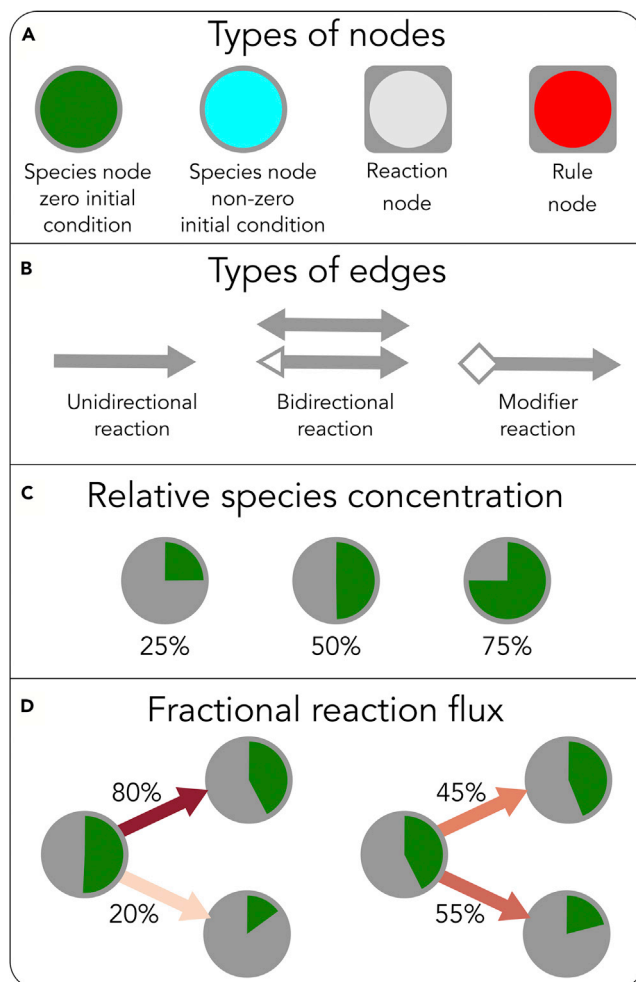 A
Types of nodes
Species node
zero initial
condition
Species node
non-zero
initial condition
Reaction
node
Rule
node
B
Types of edges
Unidirectional
reaction
Bidirectional
reaction
Modifier
reaction
C
Relative species concentration
25%
50%
75%
D
Fractional reaction flux
80%
20%
45%
55%